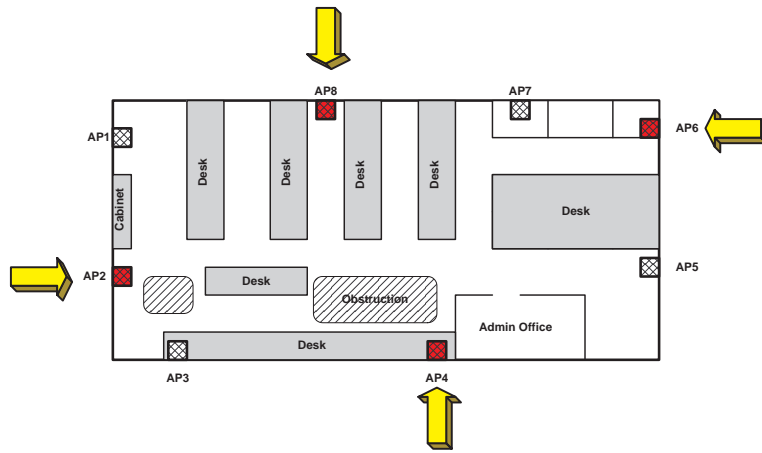 AP8
AP7
AP1
AP6
Desk
Desk
Desk
Desk
Cabinet
Desk
AP2
AP5
Desk
Obstruction
Admin Office
Desk
AP3
AP4